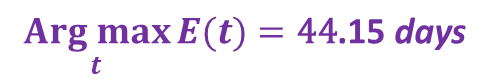 Arg max E(t) = 44.15 days
t